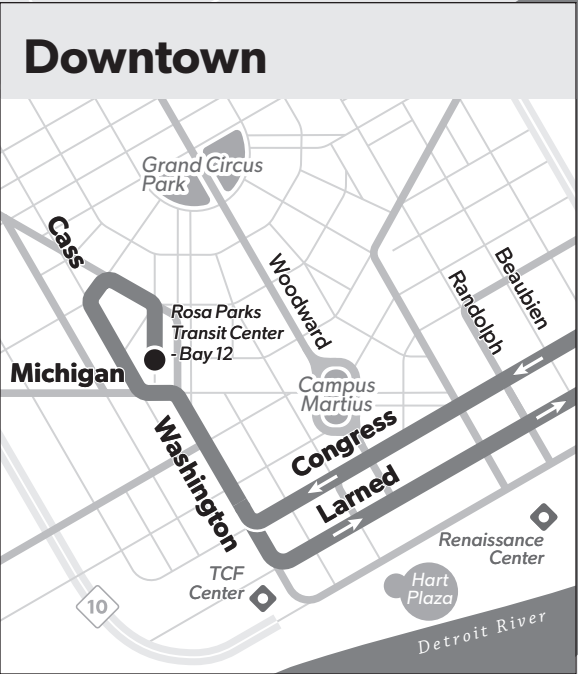 Downtown
Grand Circus
Park
Cass
Woodward
Beaubien
Randolph
Rosa Parks
Transit Center
- Bay 12
Michigan
Campus
Martius
Washington
Congress
Larned
Renaissance
Center
TCF
Center
Hart
Plaza
10
Detroit River